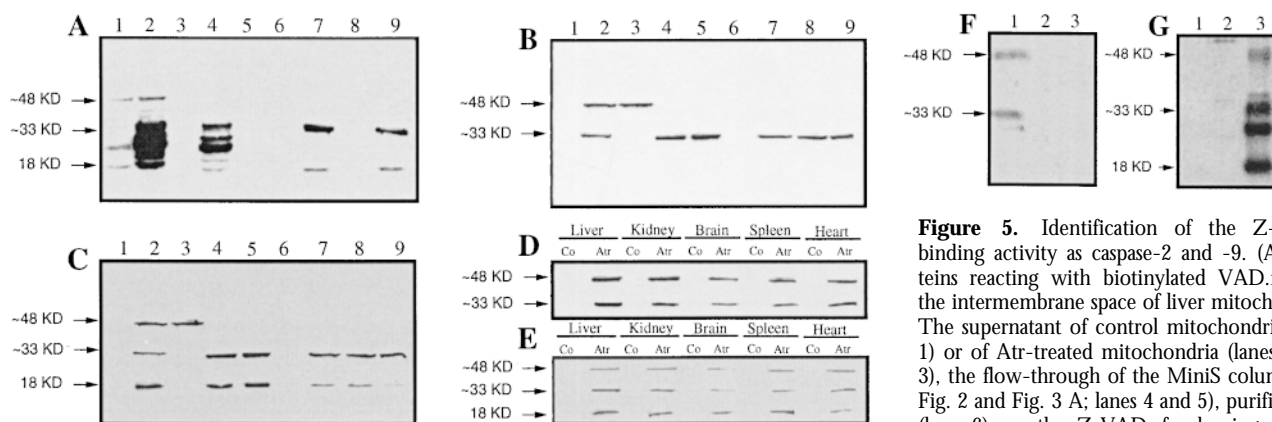 A
1 2 3 4 5 6 7 8 9
~48 KD
~33 KD
18 KD
B
1 2 3 4 5 6 7 8 9
~48 KD
~33 KD
F
1 2 3
~48 KD
~33 KD
G
1 2 3
~48 KD
~33 KD
18 KD
C
1 2 3 4 5 6 7 8 9
~48 KD
~33 KD
18 KD
D
Liver Kidney Brain Spleen Heart
Co Atr Co Atr Co Atr Co Atr Co Atr
~48 KD
~33 KD
E
Liver Kidney Brain Spleen Heart
Co Atr Co Atr Co Atr Co Atr Co Atr
~48 KD
~33 KD
18 KD
Figure 5. Identification of the Z-
binding activity as caspase-2 and -9. (A
teins reacting with biotinylated VAD.
the intermembrane space of liver mitoch
The supernatant of control mitochondri
1) or of Atr-treated mitochondria (lanes
3), the flow-through of the MiniS colum
Fig. 2 and Fig. 3 A; lanes 4 and 5), purifi